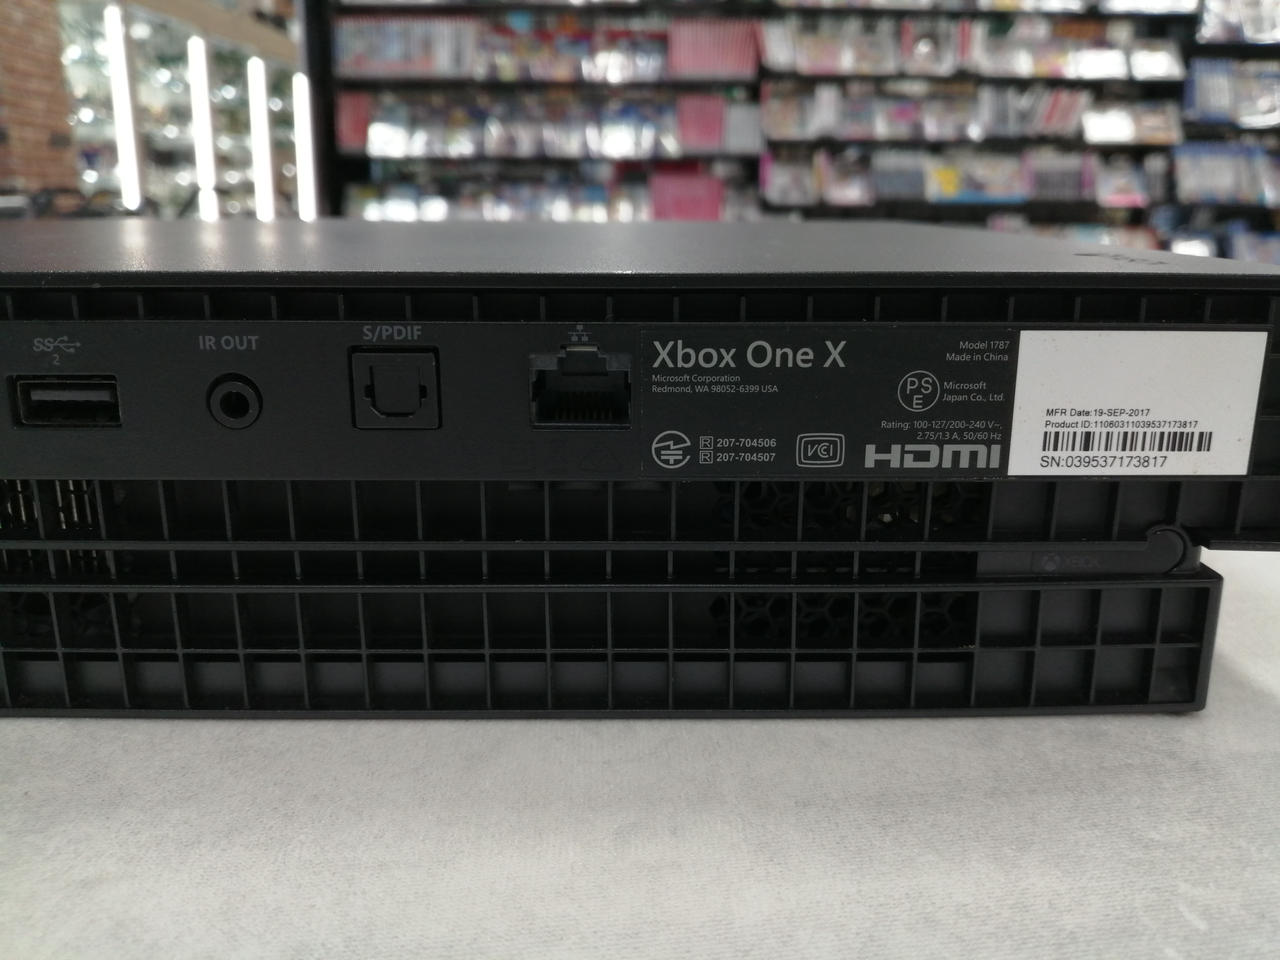 SS
2
IR OUT
S/PDIF
Xbox One X
Microsoft Corporation
Redmond, WA 98052-6399 USA
R 207-704506
R 207-704507
VCCI
Model 1787
Made in China
PSE
Microsoft
Japan Co., Ltd.
Rating: 100-127/200-240 V~,
2.75/1.3 A, 50/60 Hz
HDMI
MFR Date:19-SEP-2017
Product ID:11060311039537173817
SN:039537173817
XBOX